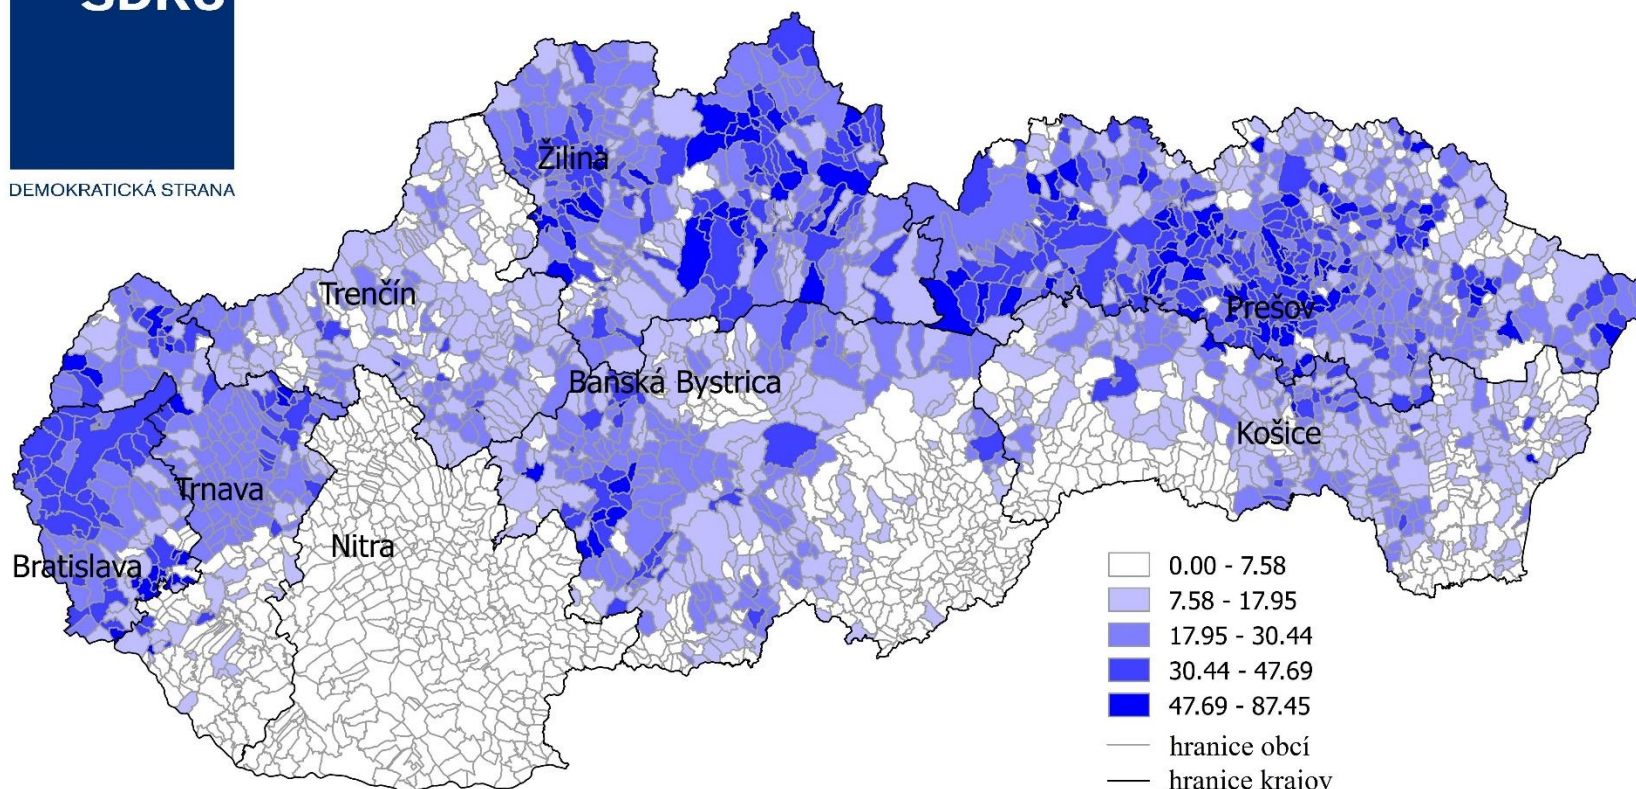 SDKÚ
DEMOKRATICKÁ STRANA
Žilina
Trenčín
Prešov
Banská Bystrica
Košice
Trnava
Nitra
Bratislava
0.00 - 7.58
7.58 - 17.95
17.95 - 30.44
30.44 - 47.69
47.69 - 87.45
hranice obcí
hranice krajov